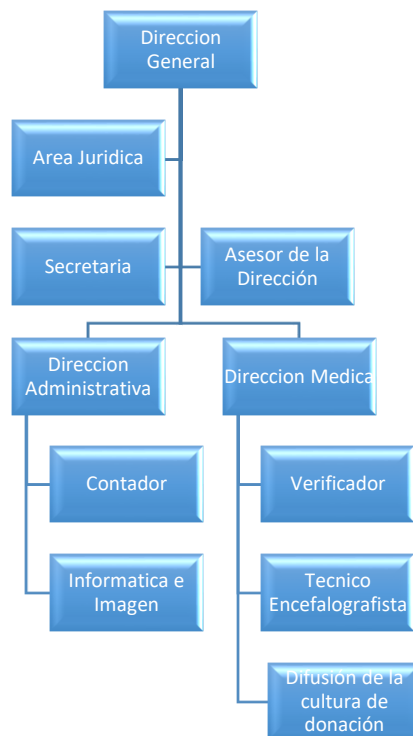 Direccion
General
Area Juridica
Secretaria
Asesor de la
Dirección
Direccion
Administrativa
Direccion Medica
Contador
Verificador
Informatica e
Imagen
Tecnico
Encefalografista
Difusión de la
cultura de
donación